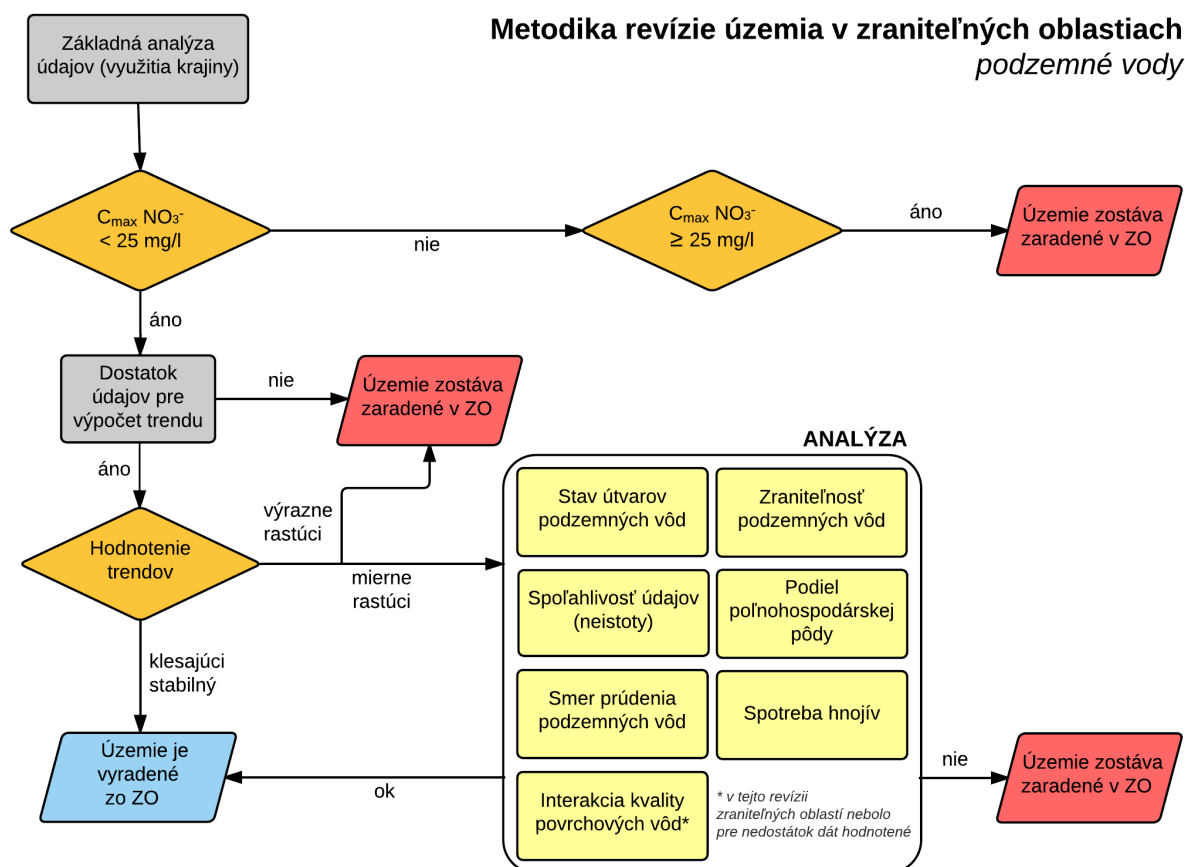 Metodika revízie územia v zraniteľných oblastiach
podzemné vody
Základná analýza
údajov (využitia krajiny)
Cmax NO3-
< 25 mg/l
nie
Cmax NO3-
≥ 25 mg/l
áno
Územie zostáva
zaradené v ZO
áno
Dostatok
údajov pre
výpočet trendu
nie
Územie zostáva
zaradené v ZO
áno
Hodnotenie
trendov
výrazne
rastúci
mierne
rastúci
klesajúci
stabilný
Územie je
vyradené
zo ZO
ANALÝZA
Stav útvarov
podzemných vôd
Zraniteľnosť
podzemných vôd
Spoľahlivosť údajov
(neistoty)
Podiel
poľnohospodárskej
pôdy
Smer prúdenia
podzemných vôd
Spotreba hnojív
Interakcia kvality
povrchových vôd*
* v tejto revízii
zraniteľných oblastí nebolo
pre nedostátok dát hodnotené
ok
nie
Územie zostáva
zaradené v ZO